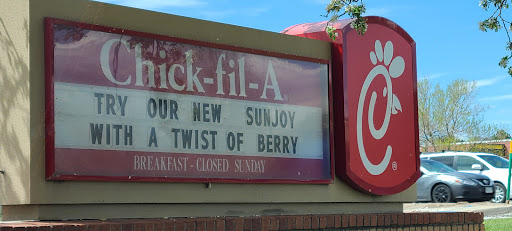 Chick-fil-A
TRY OUR NEW SUNJOY
WITH A TWIST OF BERRY
BREAKFAST - CLOSED SUNDAY